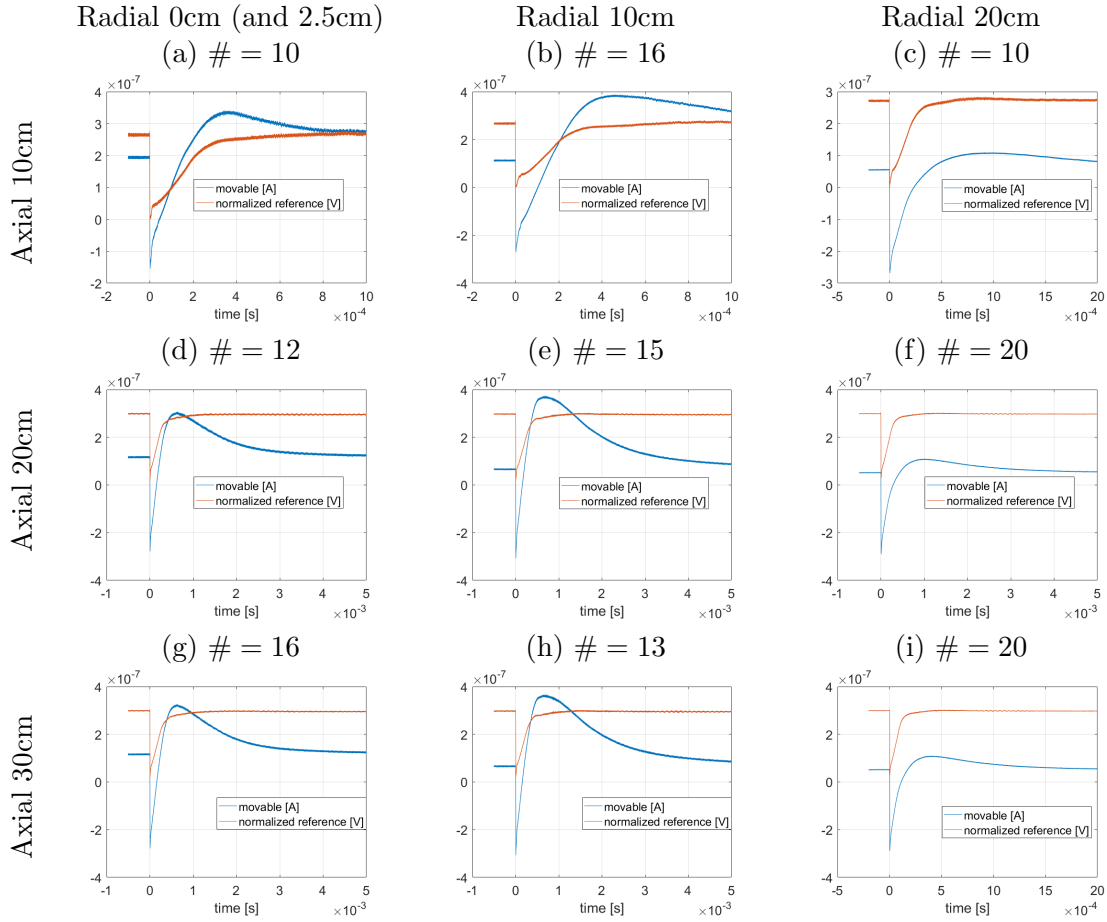 Radial 0cm (and 2.5cm) Radial 10cm Radial 20cm
(a) # = 10 (b) # = 16 (c) # = 10
Axial 10cm
×10⁻⁷
4
3
2
1
0
-1
-2
movable [A]
normalized reference [V]
-2 0 2 4 6 8 10
time [s]
×10⁻⁴
×10⁻⁷
4
2
0
-2
-4
movable [A]
normalized reference [V]
-2 0 2 4 6 8 10
time [s]
×10⁻⁴
×10⁻⁷
3
2
1
0
-1
-2
-3
movable [A]
normalized reference [V]
-5 0 5 10 15 20
time [s]
×10⁻⁴
(d) # = 12 (e) # = 15 (f) # = 20
Axial 20cm
×10⁻⁷
4
2
0
-2
-4
movable [A]
normalized reference [V]
-1 0 1 2 3 4 5
time [s]
×10⁻³
×10⁻⁷
4
2
0
-2
-4
movable [A]
normalized reference [V]
-1 0 1 2 3 4 5
time [s]
×10⁻³
×10⁻⁷
4
2
0
-2
-4
movable [A]
normalized reference [V]
-1 0 1 2 3 4 5
time [s]
×10⁻³
(g) # = 16 (h) # = 13 (i) # = 20
Axial 30cm
×10⁻⁷
4
2
0
-2
-4
movable [A]
normalized reference [V]
-1 0 1 2 3 4 5
time [s]
×10⁻³
×10⁻⁷
4
2
0
-2
-4
movable [A]
normalized reference [V]
-1 0 1 2 3 4 5
time [s]
×10⁻³
×10⁻⁷
4
2
0
-2
-4
movable [A]
normalized reference [V]
-5 0 5 10 15 20
time [s]
×10⁻⁴